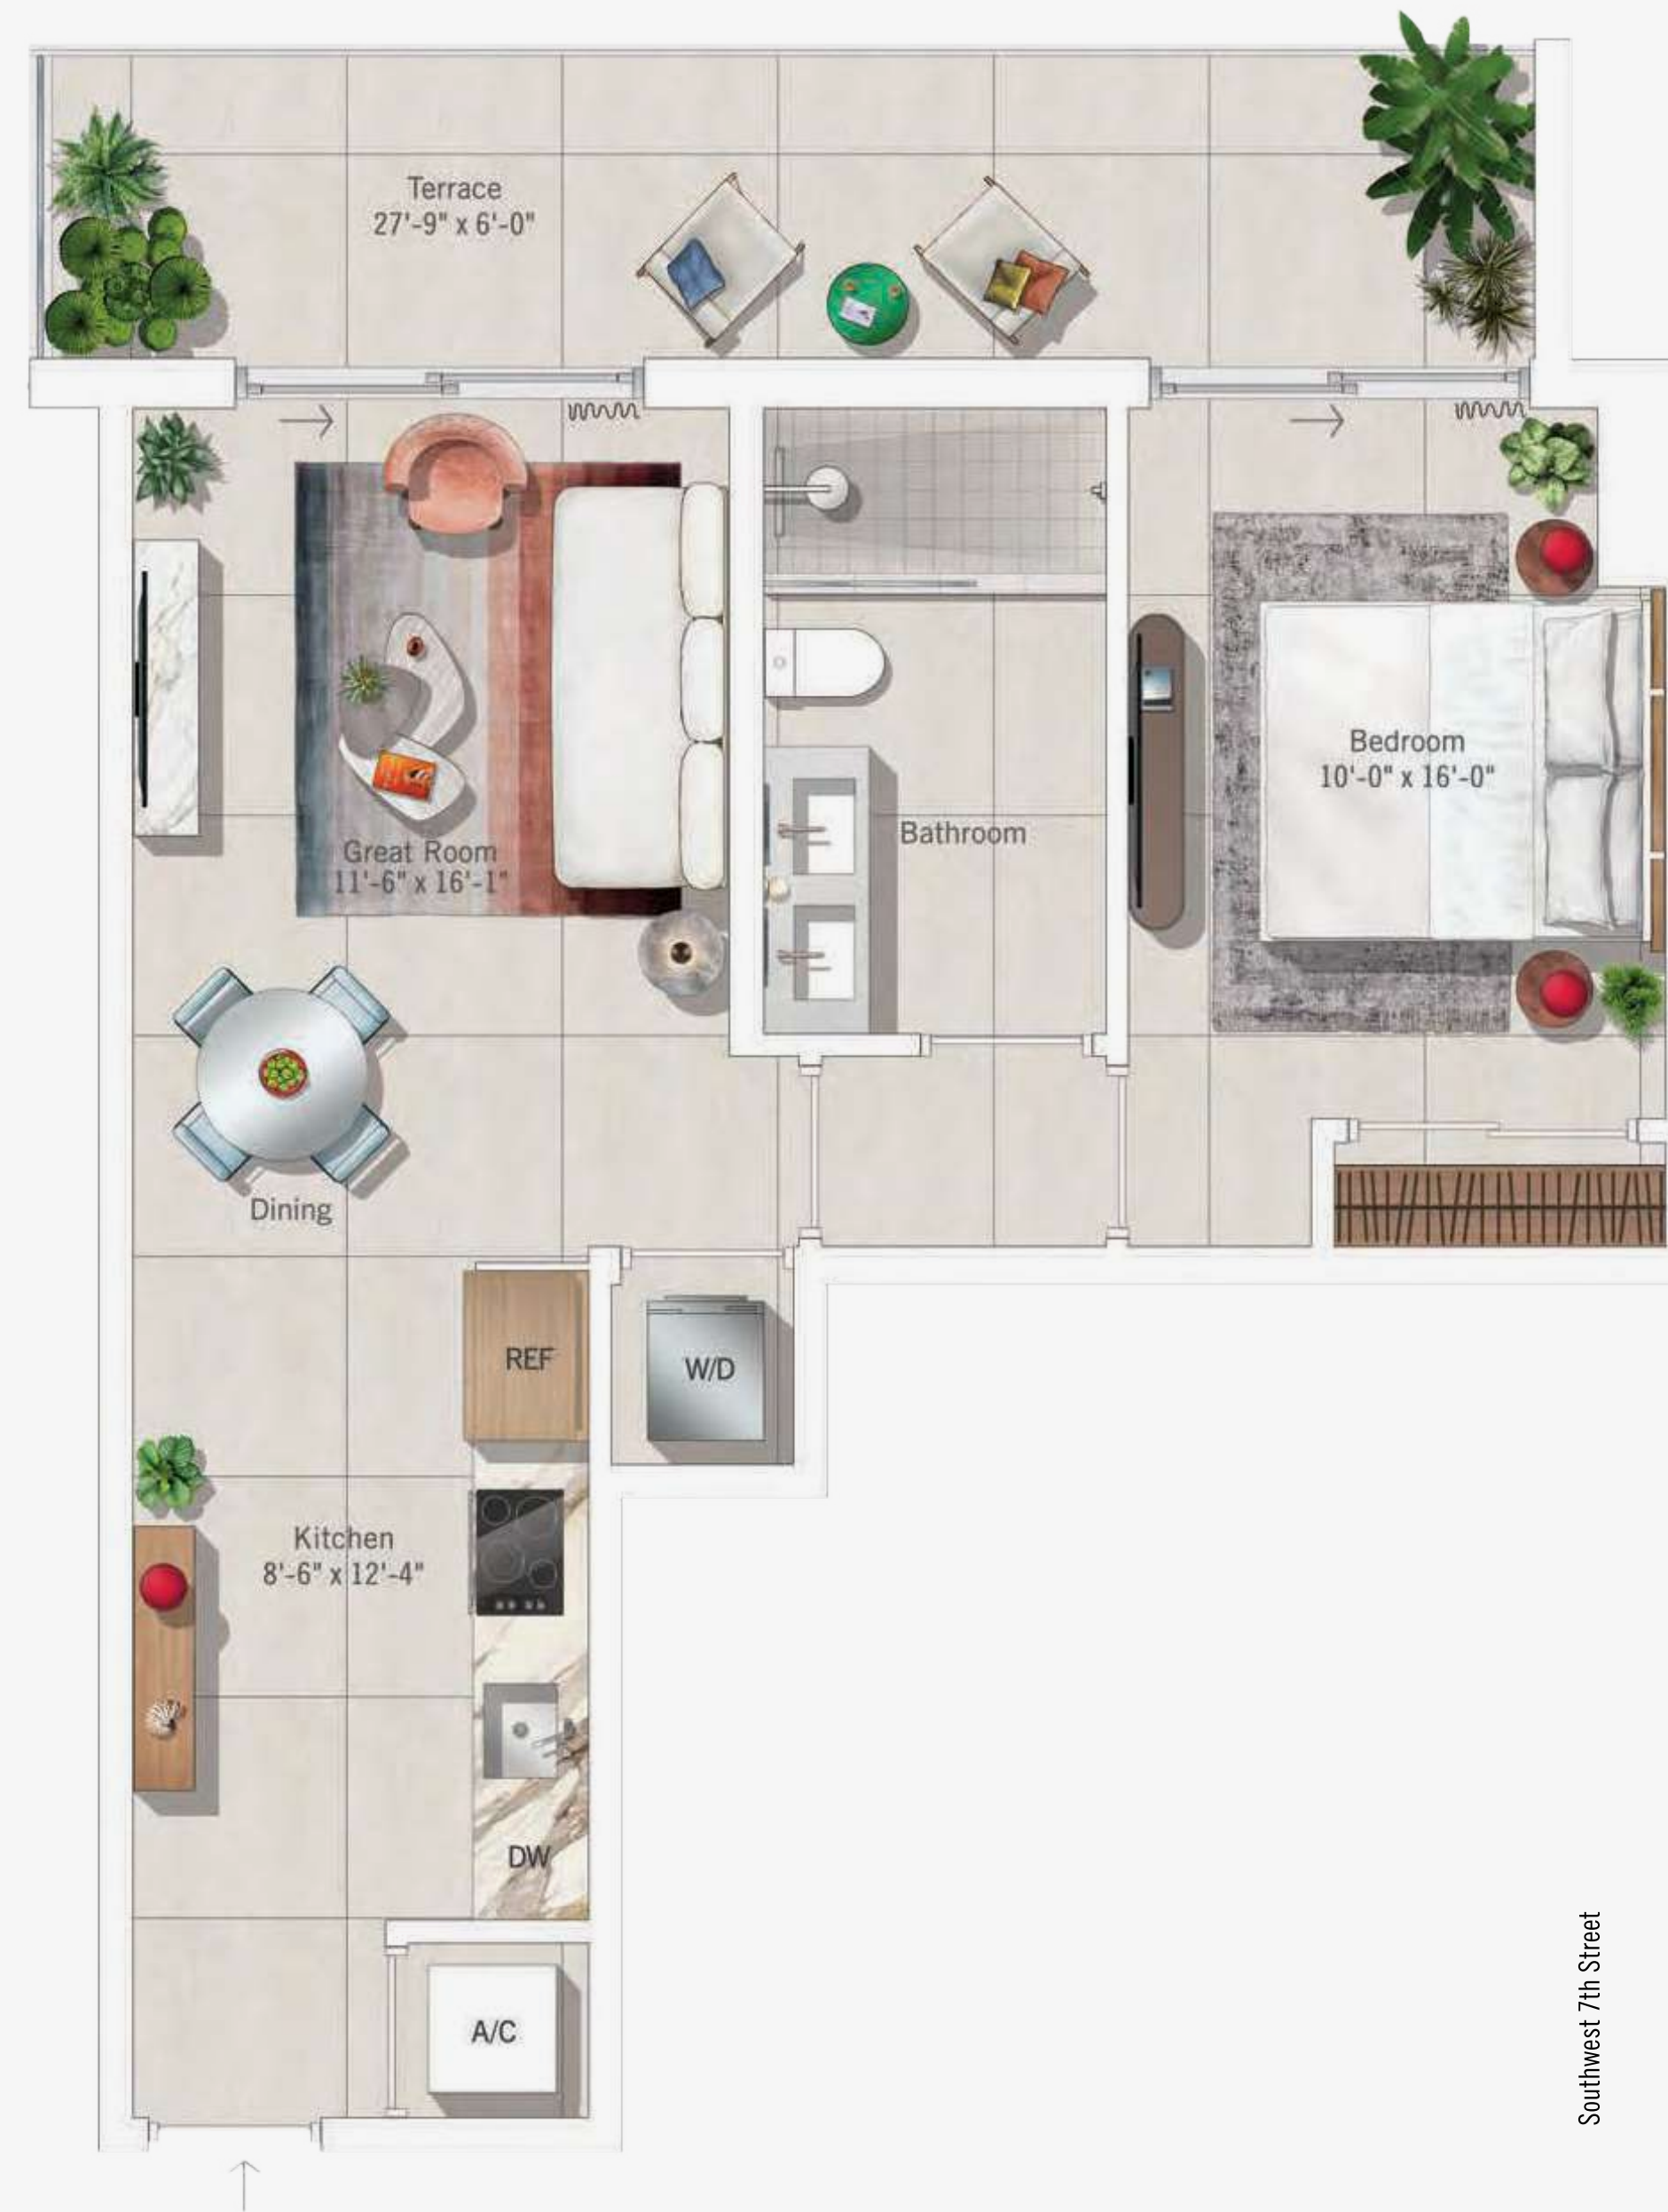 Terrace
27'-9" x 6'-0"
Bedroom
10'-0" x 16'-0"
Bathroom
Great Room
11'-6" x 16'-1"
Dining
REF
W/D
Kitchen
8'-6" x 12'-4"
DW
A/C
Southwest 7th Street